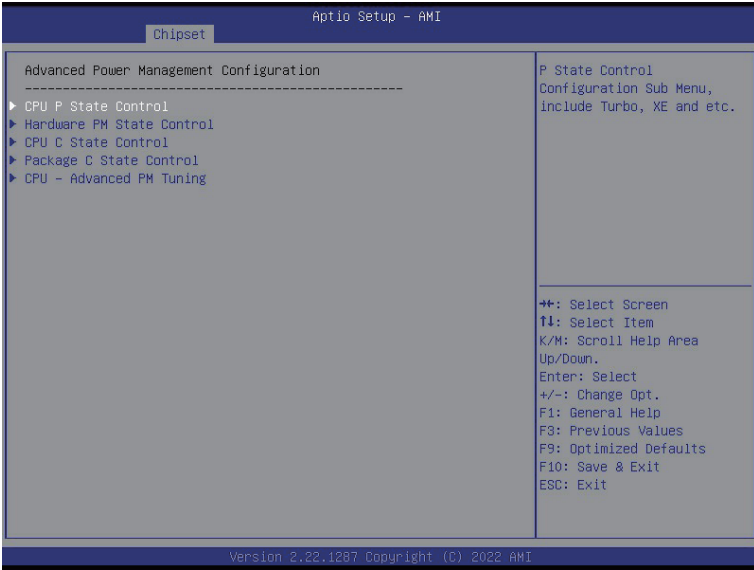 Aptio Setup – AMI
Chipset
Advanced Power Management Configuration
--------------------------------------------------
CPU P State Control
Hardware PM State Control
CPU C State Control
Package C State Control
CPU – Advanced PM Tuning
P State Control
Configuration Sub Menu,
include Turbo, XE and etc.
→←: Select Screen
↑↓: Select Item
K/M: Scroll Help Area
Up/Down.
Enter: Select
+/-: Change Opt.
F1: General Help
F3: Previous Values
F9: Optimized Defaults
F10: Save & Exit
ESC: Exit
Version 2.22.1287 Copyright (C) 2022 AMI